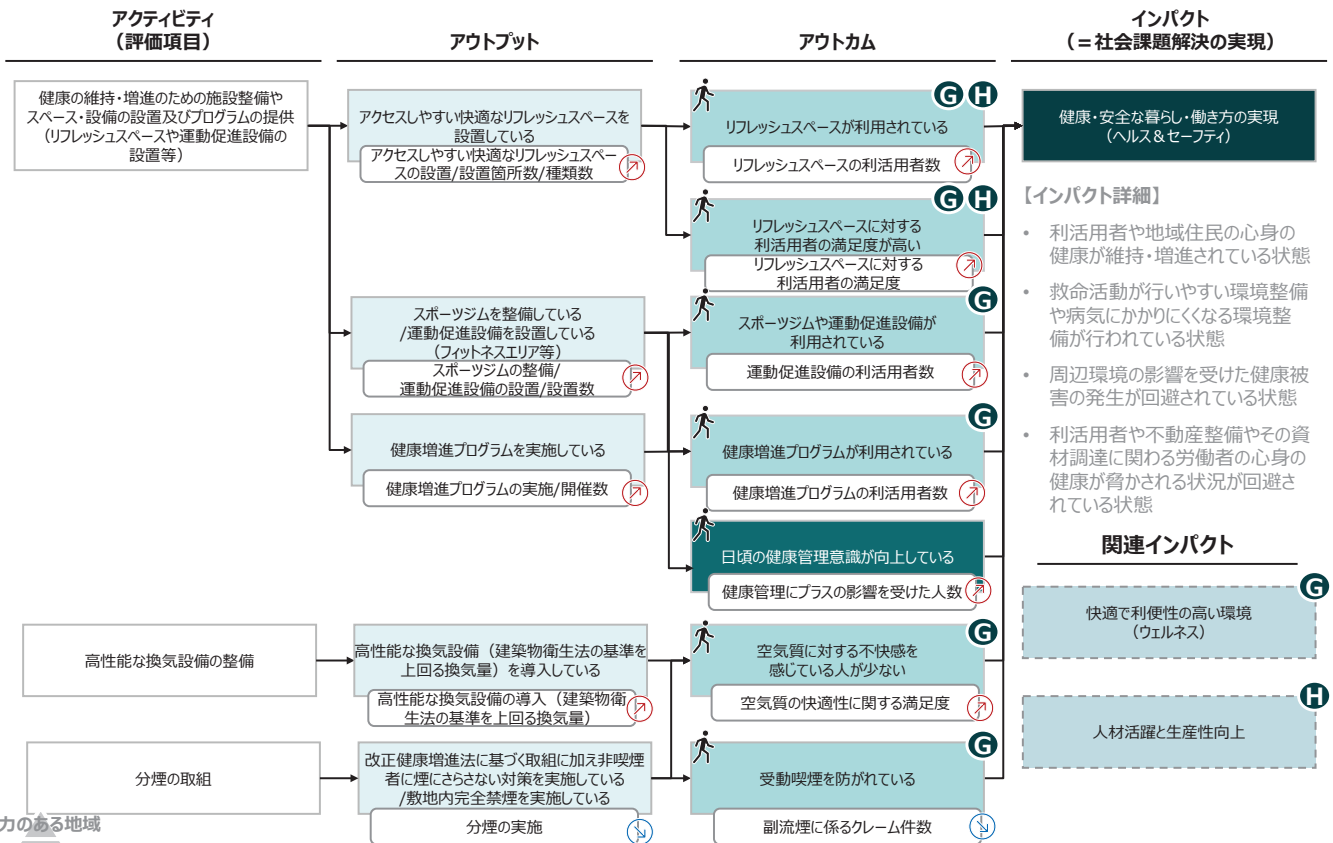 アクティビティ
（評価項目）
アウトプット
アウトカム
インパクト
（＝社会課題解決の実現）
健康の維持・増進のための施設整備や
スペース・設備の設置及びプログラムの提供
（リフレッシュスペースや運動促進設備の
設置等）
アクセスしやすい快適なリフレッシュスペースを
設置している
アクセスしやすい快適なリフレッシュスペー
スの設置/設置箇所数/種類数
G H
リフレッシュスペースが利用されている
リフレッシュスペースの利活用者数
G H
リフレッシュスペースに対する
利活用者の満足度が高い
リフレッシュスペースに対する
利活用者の満足度
スポーツジムを整備している
/運動促進設備を設置している
（フィットネスエリア等）
スポーツジムの整備/
運動促進設備の設置/設置数
G
スポーツジムや運動促進設備が
利用されている
運動促進設備の利活用者数
健康増進プログラムを実施している
健康増進プログラムの実施/開催数
G
健康増進プログラムが利用されている
健康増進プログラムの利活用者数
日頃の健康管理意識が向上している
健康管理にプラスの影響を受けた人数
高性能な換気設備の整備
高性能な換気設備（建築物衛生法の基準を
上回る換気量）を導入している
高性能な換気設備の導入（建築物衛
生法の基準を上回る換気量）
G
空気質に対する不快感を
感じている人が少ない
空気質の快適性に関する満足度
分煙の取組
改正健康増進法に基づく取組に加え非喫煙
者に煙にさらさない対策を実施している
/敷地内完全禁煙を実施している
分煙の実施
G
受動喫煙を防がれている
副流煙に係るクレーム件数
健康・安全な暮らし・働き方の実現
（ヘルス＆セーフティ）
【インパクト詳細】
• 利活用者や地域住民の心身の
健康が維持・増進されている状態
• 救命活動が行いやすい環境整備
や病気にかかりにくくなる環境整
備が行われている状態
• 周辺環境の影響を受けた健康被
害の発生が回避されている状態
• 利活用者や不動産整備やその資
材調達に関わる労働者の心身の
健康が脅かされる状況が回避さ
れている状態
関連インパクト
G
快適で利便性の高い環境
（ウェルネス）
H
人材活躍と生産性向上
力のある地域